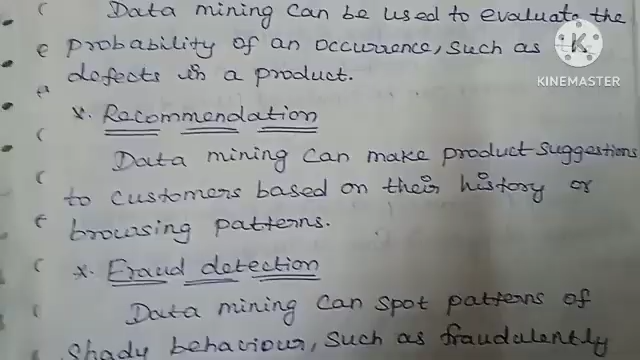 Data mining can be used to evaluate the
probability of an occurrence, such as
defects in a product.
x. Recommendation
Data mining can make product suggestions
to customers based on their history or
browsing patterns.
x. Fraud detection
Data mining can spot patterns of
shady behaviour, such as fraudulently
K
KINEMASTER